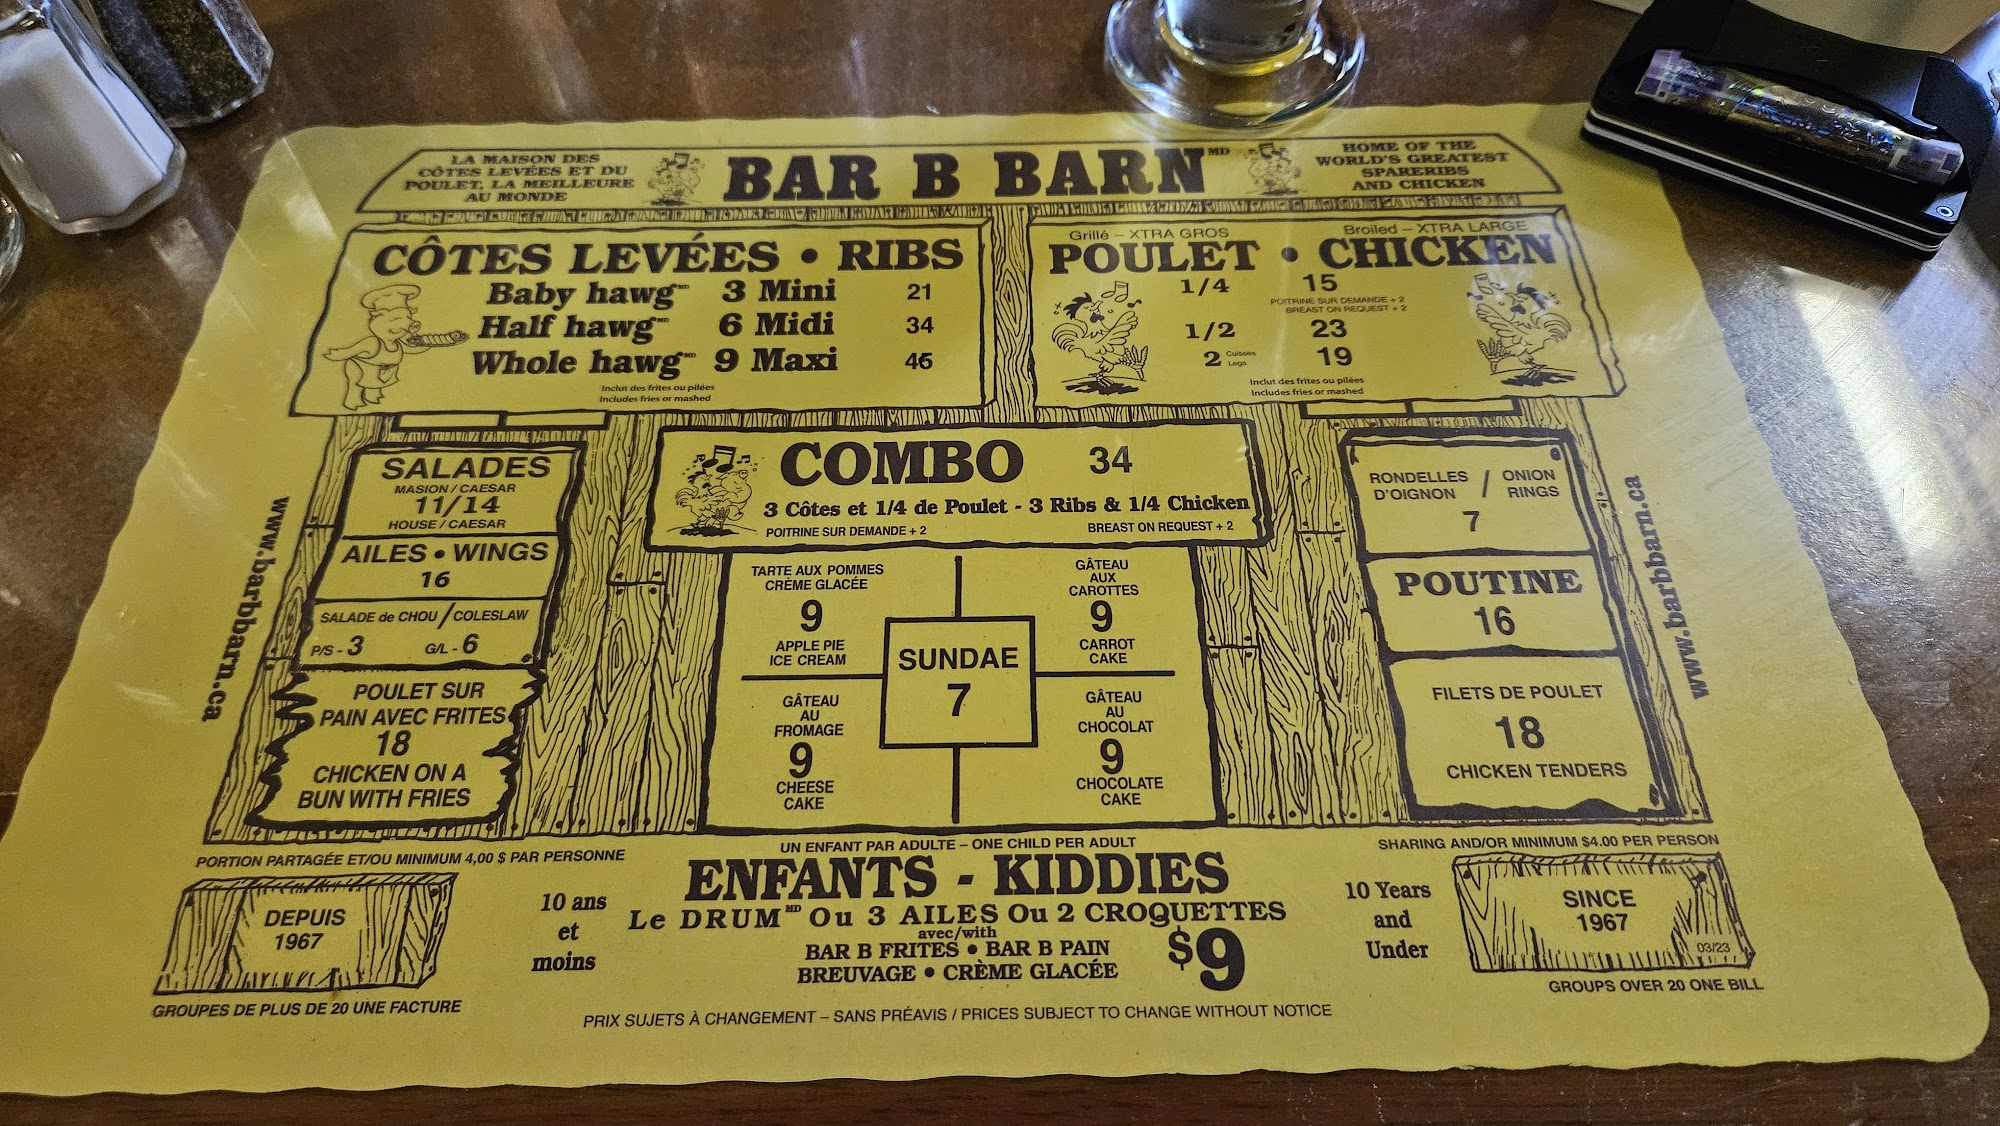 LA MAISON DES
CÔTES LEVÉES ET DU
POULET, LA MEILLEURE
AU MONDE
BAR B BARN MD
HOME OF THE
WORLD'S GREATEST
SPARERIBS
AND CHICKEN
CÔTES LEVÉES • RIBS
Baby hawg MD 3 Mini 21
Half hawg MD 6 Midi 34
Whole hawg MD 9 Maxi 45
Inclut des frites ou pilées
Includes fries or mashed
Grillé – XTRA GROS Broiled – XTRA LARGE
POULET • CHICKEN
1/4 15
POITRINE SUR DEMANDE + 2
BREAST ON REQUEST + 2
1/2 23
2 Cuisses Legs 19
Inclut des frites ou pilées
Includes fries or mashed
SALADES
MASION / CAESAR
11/14
HOUSE / CAESAR
AILES • WINGS
16
SALADE de CHOU / COLESLAW
P/S - 3 G/L - 6
POULET SUR
PAIN AVEC FRITES
18
CHICKEN ON A
BUN WITH FRIES
COMBO 34
3 Côtes et 1/4 de Poulet - 3 Ribs & 1/4 Chicken
POITRINE SUR DEMANDE + 2 BREAST ON REQUEST + 2
TARTE AUX POMMES
CRÈME GLACÉE
9
APPLE PIE
ICE CREAM
GÂTEAU
AUX
CAROTTES
9
CARROT
CAKE
SUNDAE
7
GÂTEAU
AU
FROMAGE
9
CHEESE
CAKE
GÂTEAU
AU
CHOCOLAT
9
CHOCOLATE
CAKE
RONDELLES
D'OIGNON / ONION
RINGS
7
POUTINE
16
FILETS DE POULET
18
CHICKEN TENDERS
www.barbbarn.ca
www.barbbarn.ca
PORTION PARTAGÉE ET/OU MINIMUM 4,00 $ PAR PERSONNE
UN ENFANT PAR ADULTE – ONE CHILD PER ADULT
SHARING AND/OR MINIMUM $4.00 PER PERSON
DEPUIS
1967
GROUPES DE PLUS DE 20 UNE FACTURE
10 ans
et
moins
ENFANTS - KIDDIES
Le DRUM MD Ou 3 AILES Ou 2 CROQUETTES
avec/with
BAR B FRITES • BAR B PAIN
BREUVAGE • CRÈME GLACÉE
$9
10 Years
and
Under
SINCE
1967
03/23
GROUPS OVER 20 ONE BILL
PRIX SUJETS À CHANGEMENT – SANS PRÉAVIS / PRICES SUBJECT TO CHANGE WITHOUT NOTICE